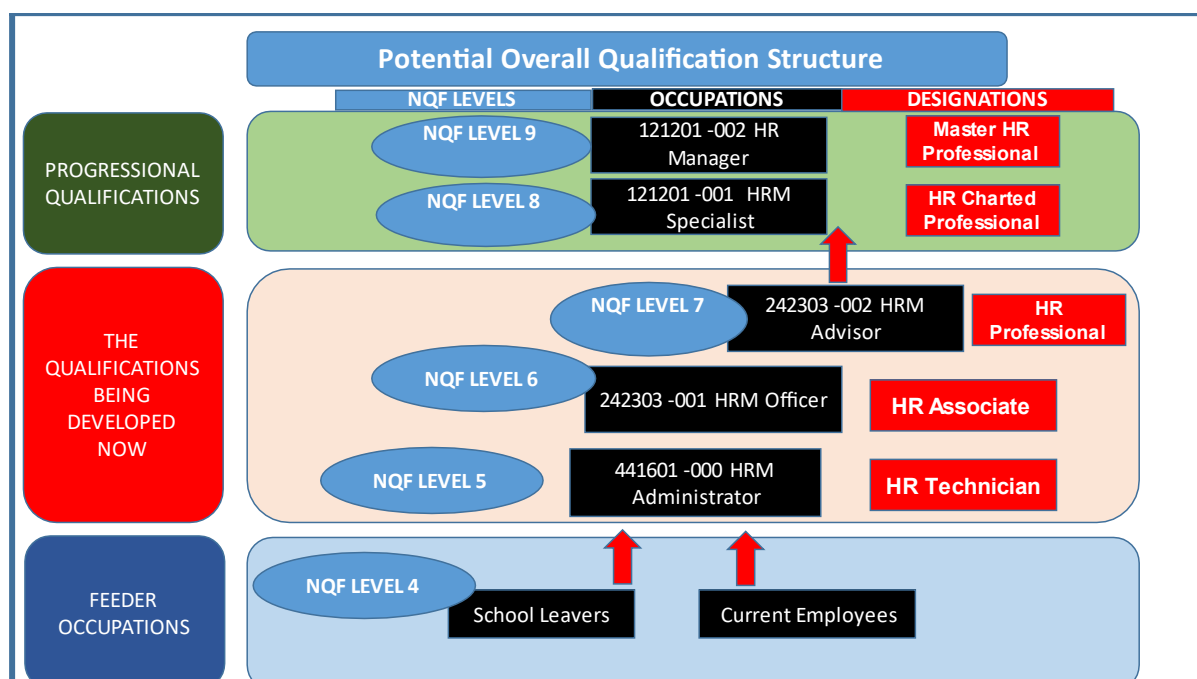 Potential Overall Qualification Structure
NQF LEVELS
OCCUPATIONS
DESIGNATIONS
PROGRESSIONAL
QUALIFICATIONS
NQF LEVEL 9
121201 -002 HR
Manager
Master HR
Professional
NQF LEVEL 8
121201 -001 HRM
Specialist
HR Charted
Professional
THE
QUALIFICATIONS
BEING
DEVELOPED
NOW
NQF LEVEL 7
242303 -002 HRM
Advisor
HR
Professional
NQF LEVEL 6
242303 -001 HRM Officer
HR Associate
NQF LEVEL 5
441601 -000 HRM
Administrator
HR Technician
FEEDER
OCCUPATIONS
NQF LEVEL 4
School Leavers
Current Employees